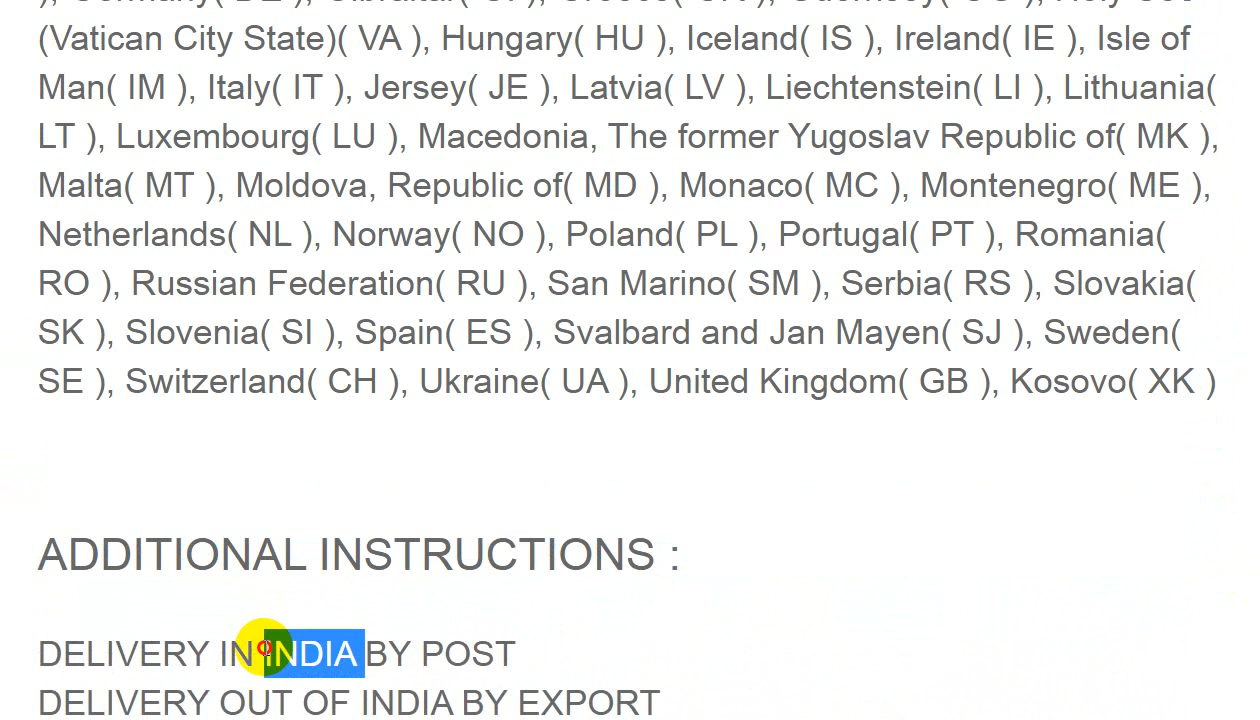 (Vatican City State)( VA ), Hungary( HU ), Iceland( IS ), Ireland( IE ), Isle of
Man( IM ), Italy( IT ), Jersey( JE ), Latvia( LV ), Liechtenstein( LI ), Lithuania(
LT ), Luxembourg( LU ), Macedonia, The former Yugoslav Republic of( MK ),
Malta( MT ), Moldova, Republic of( MD ), Monaco( MC ), Montenegro( ME ),
Netherlands( NL ), Norway( NO ), Poland( PL ), Portugal( PT ), Romania(
RO ), Russian Federation( RU ), San Marino( SM ), Serbia( RS ), Slovakia(
SK ), Slovenia( SI ), Spain( ES ), Svalbard and Jan Mayen( SJ ), Sweden(
SE ), Switzerland( CH ), Ukraine( UA ), United Kingdom( GB ), Kosovo( XK )
ADDITIONAL INSTRUCTIONS :
DELIVERY IN INDIA BY POST
DELIVERY OUT OF INDIA BY EXPORT